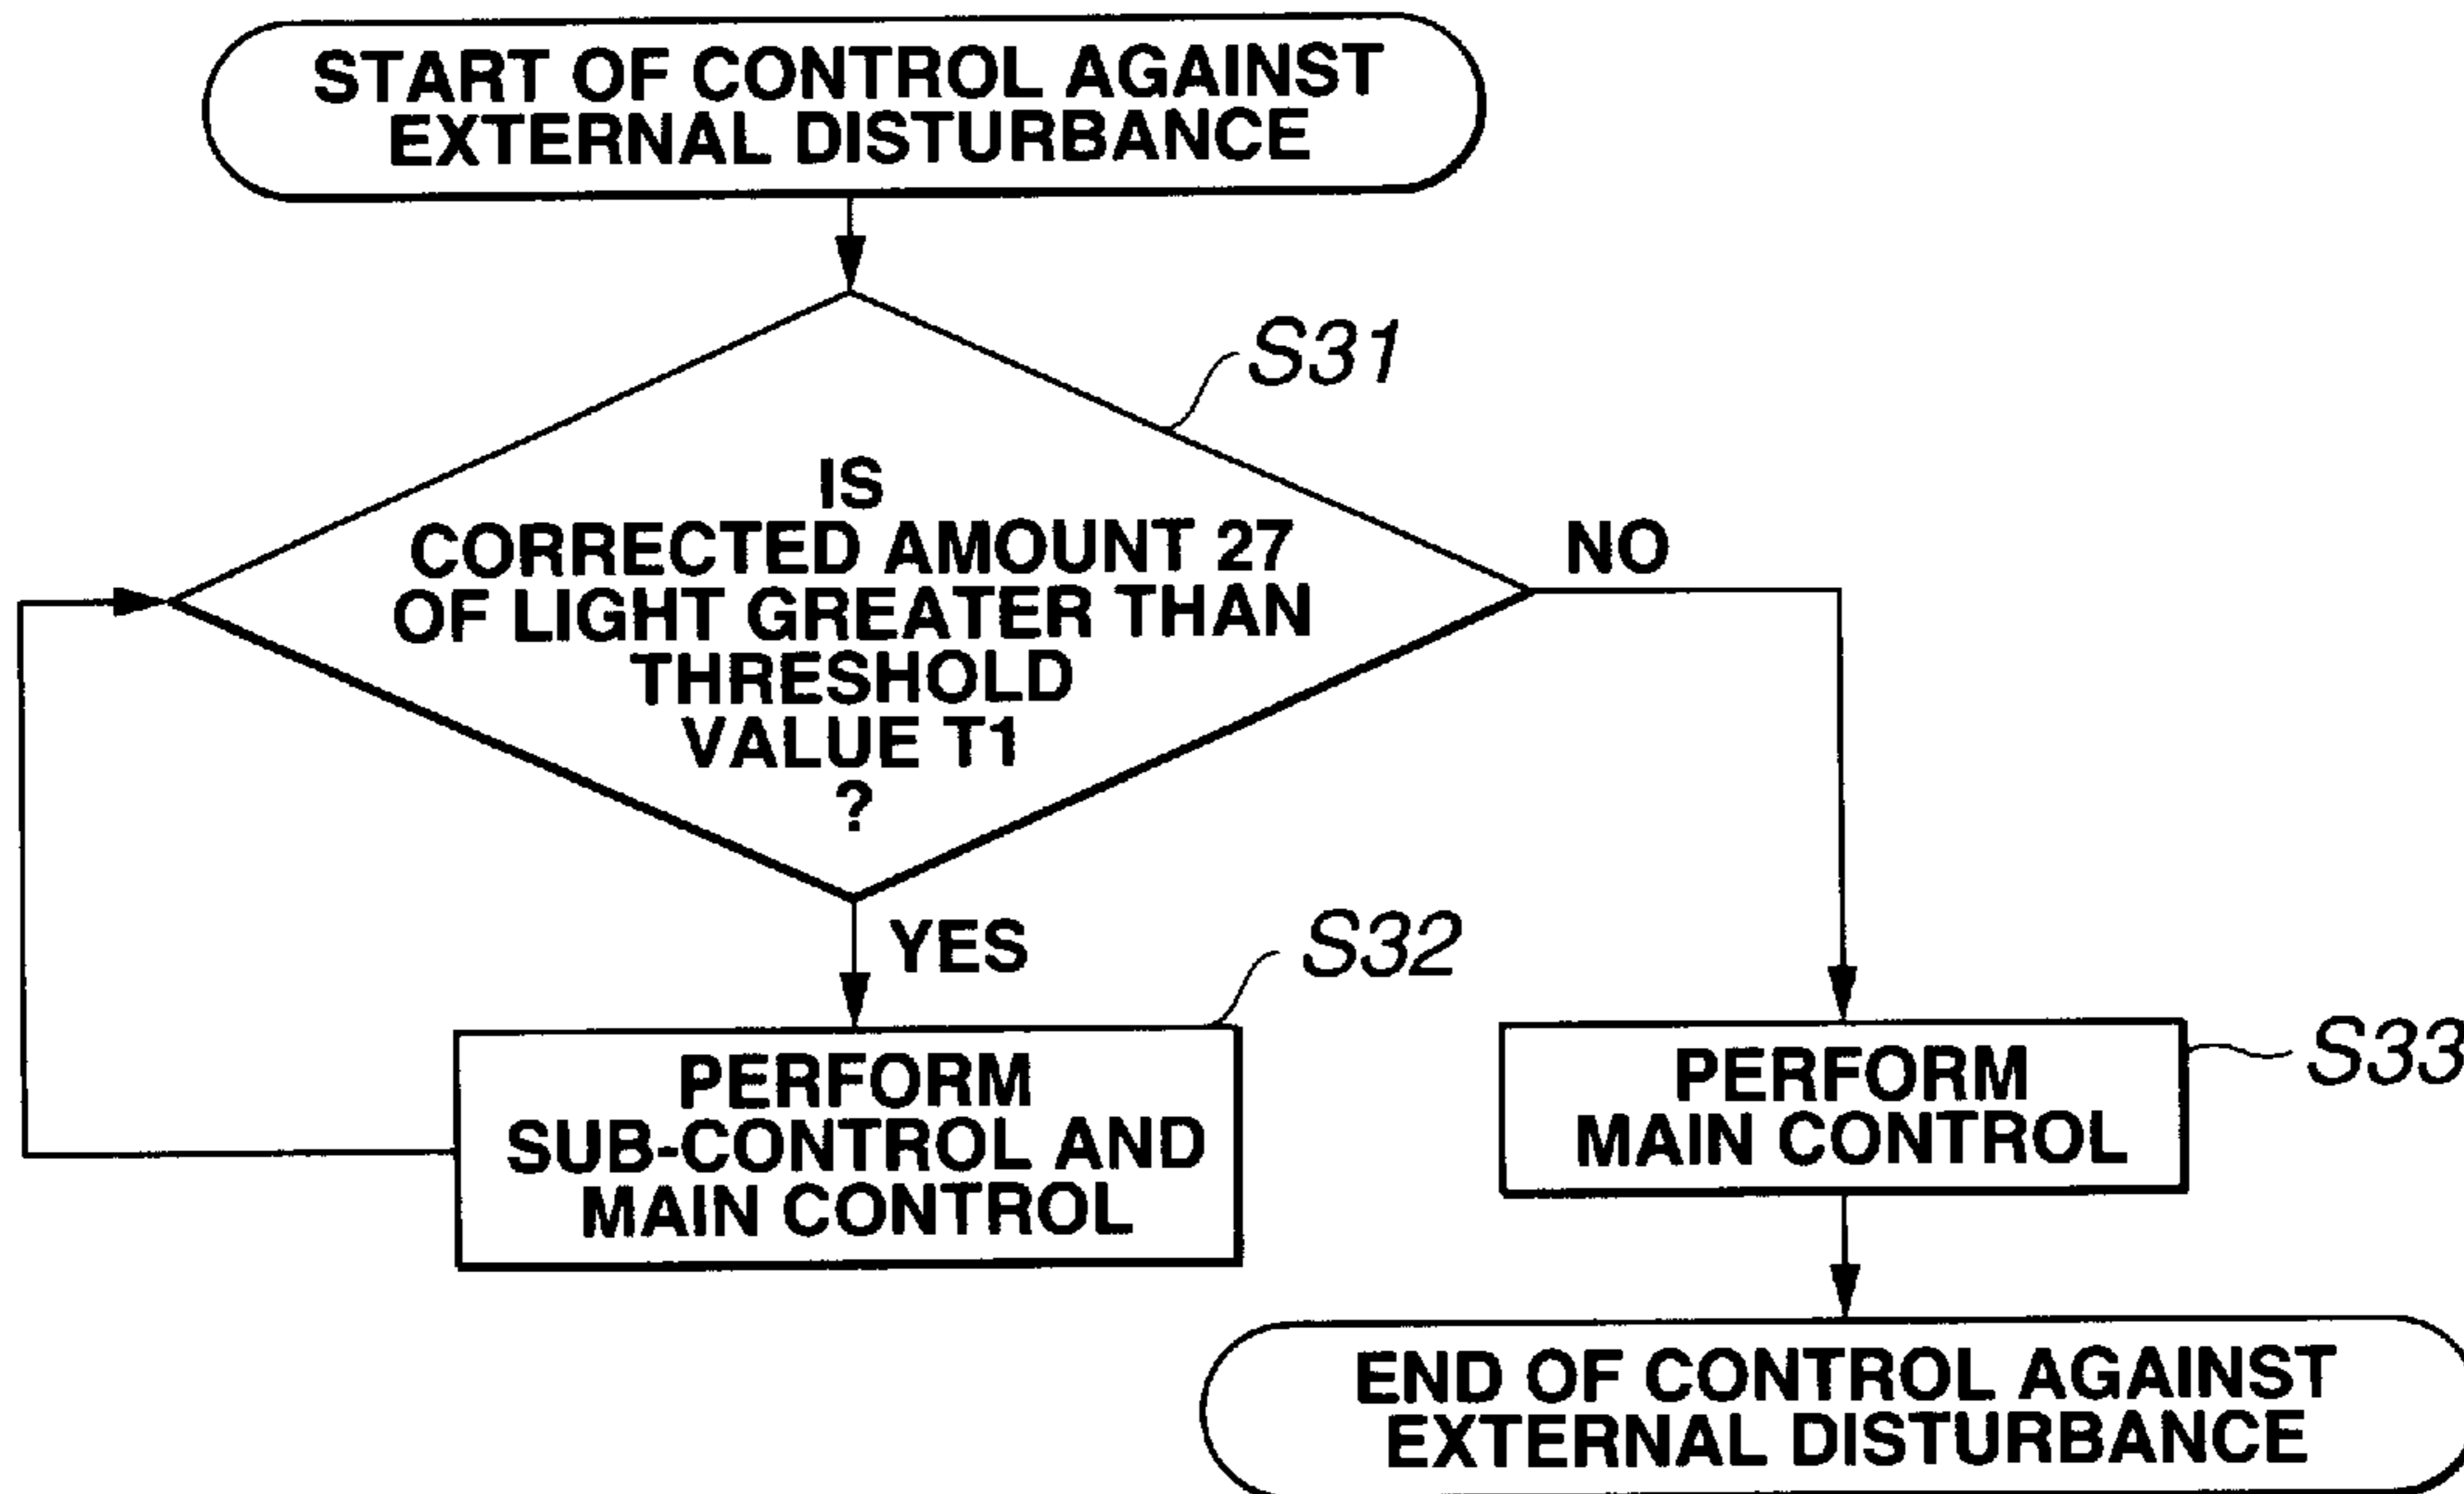 START OF CONTROL AGAINST
EXTERNAL DISTURBANCE
S31
IS
CORRECTED AMOUNT 27
OF LIGHT GREATER THAN
THRESHOLD
VALUE T1
?
NO
YES
S32
PERFORM
SUB-CONTROL AND
MAIN CONTROL
S33
PERFORM
MAIN CONTROL
END OF CONTROL AGAINST
EXTERNAL DISTURBANCE